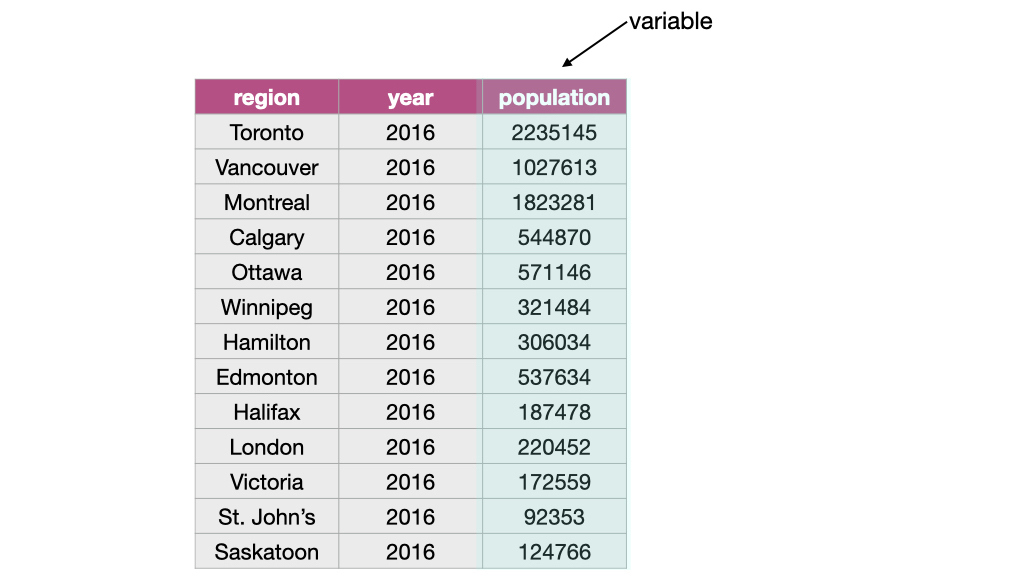 variable
region year population
Toronto 2016 2235145
Vancouver 2016 1027613
Montreal 2016 1823281
Calgary 2016 544870
Ottawa 2016 571146
Winnipeg 2016 321484
Hamilton 2016 306034
Edmonton 2016 537634
Halifax 2016 187478
London 2016 220452
Victoria 2016 172559
St. John’s 2016 92353
Saskatoon 2016 124766